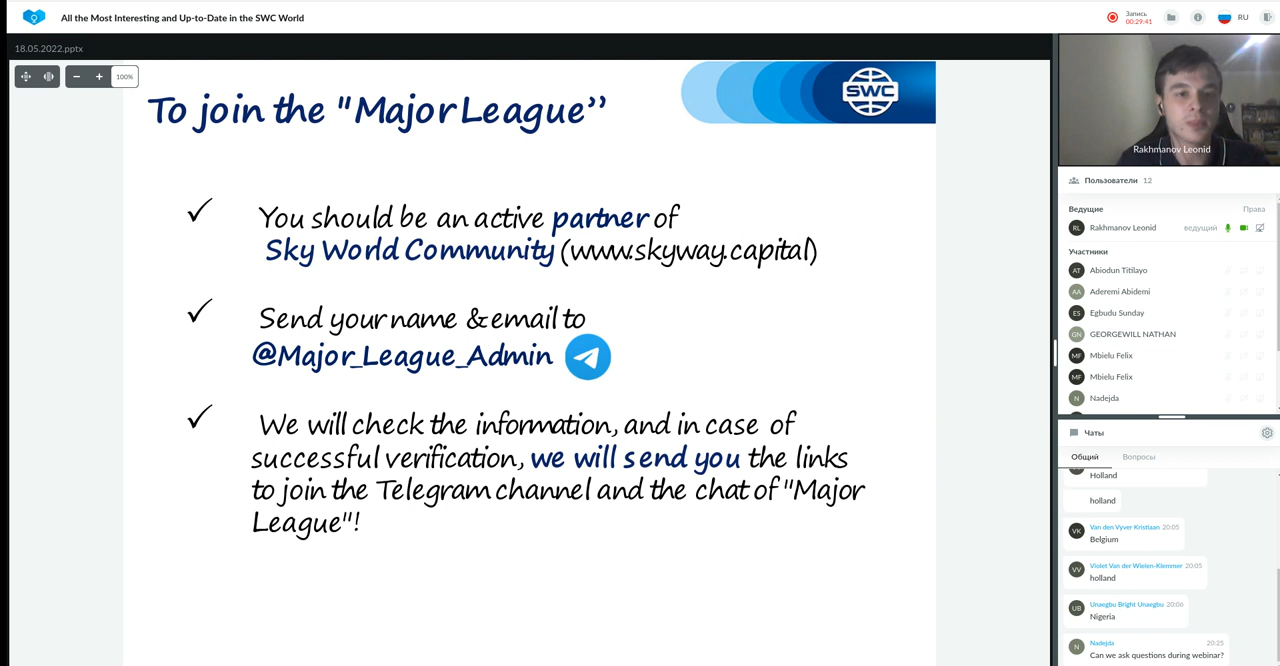 All the Most Interesting and Up-to-Date in the SWC World
Запись
00:29:41
RU
18.05.2022.pptx
100%
To join the "Major League’’
SWC
You should be an active partner of
Sky World Community (www.skyway.capital)
Send your name & email to
@Major_League_Admin
We will check the information, and in case of
successful verification, we will send you the links
to join the Telegram channel and the chat of "Major
League"!
Rakhmanov Leonid
Пользователи 12
Ведущие Права
RL Rakhmanov Leonid ведущий
Участники
AT Abiodun Titilayo
AA Aderemi Abidemi
ES Egbudu Sunday
GN GEORGEWILL NATHAN
MF Mbielu Felix
MF Mbielu Felix
N Nadejda
Чаты
Общий Вопросы
Holland
holland
VK Van den Vyver Kristiaan 20:05
Belgium
VV Violet Van der Wielen-Klemmer 20:05
holland
UB Unaegbu Bright Unaegbu 20:06
Nigeria
N Nadejda 20:25
Can we ask questions during webinar?